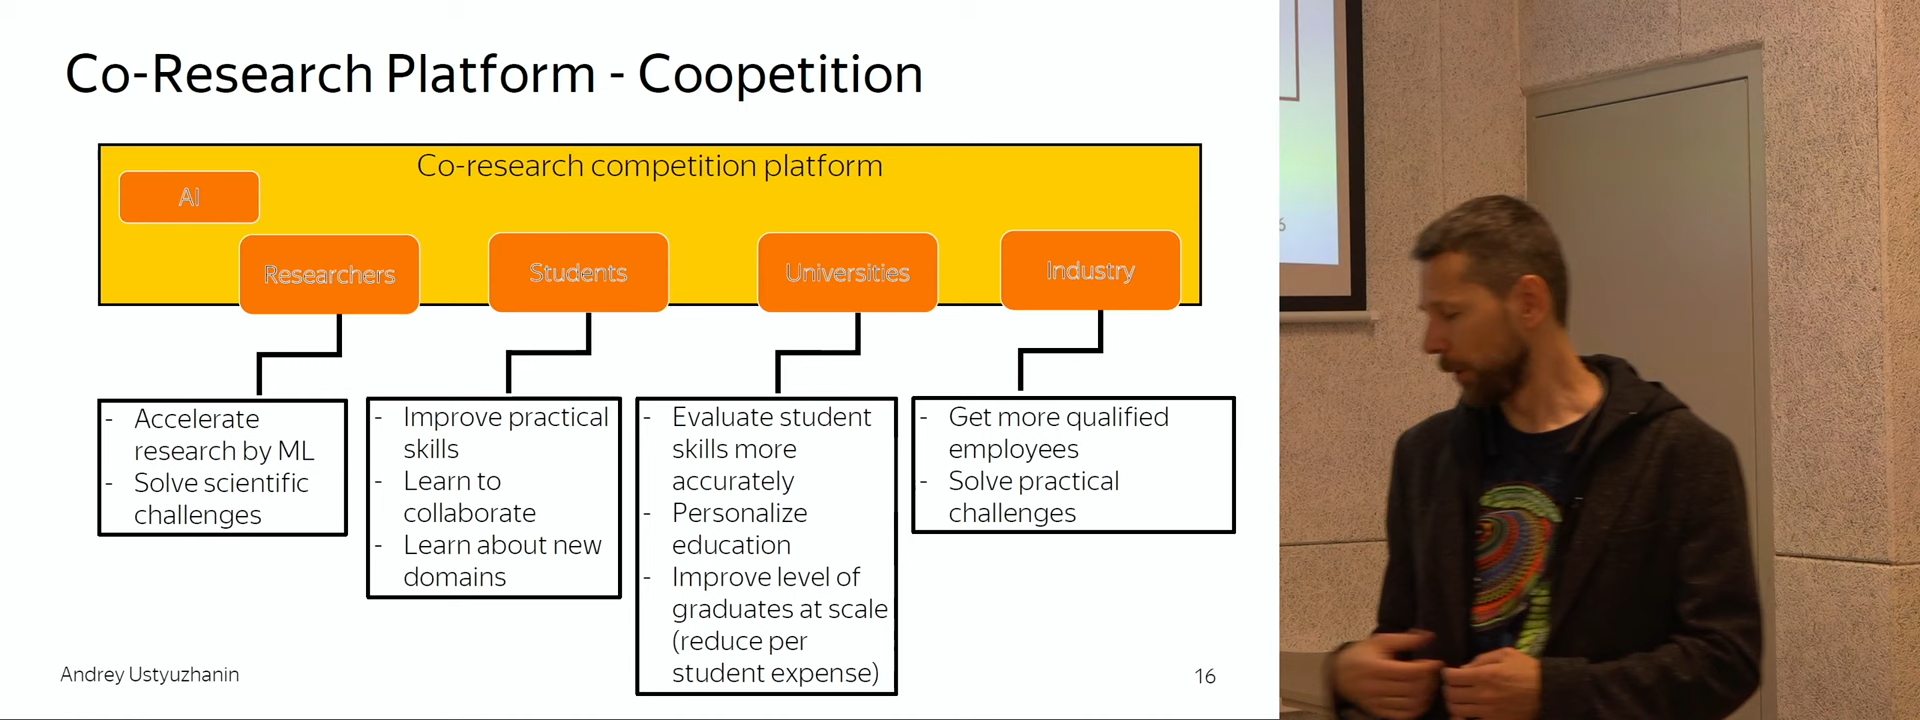 Co-Research Platform - Coopetition
Co-research competition platform
AI
Researchers
Students
Universities
Industry
- Accelerate
research by ML
- Solve scientific
challenges
- Improve practical
skills
- Learn to
collaborate
- Learn about new
domains
- Evaluate student
skills more
accurately
- Personalize
education
- Improve level of
graduates at scale
(reduce per
student expense)
- Get more qualified
employees
- Solve practical
challenges
Andrey Ustyuzhanin
16
6